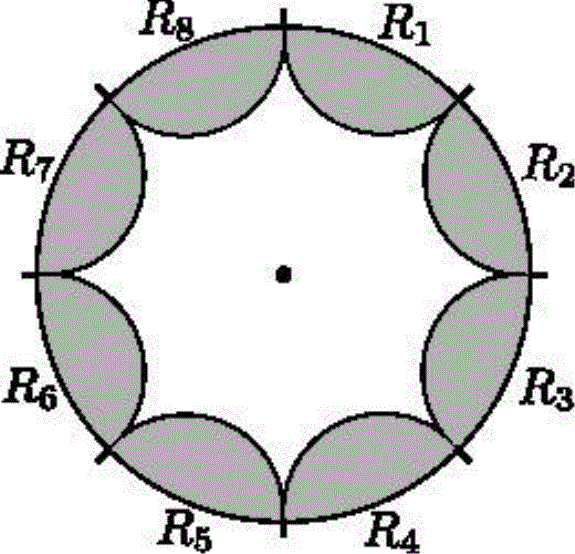 R₈ R₁
R₇ R₂
R₆ R₃
R₅ R₄